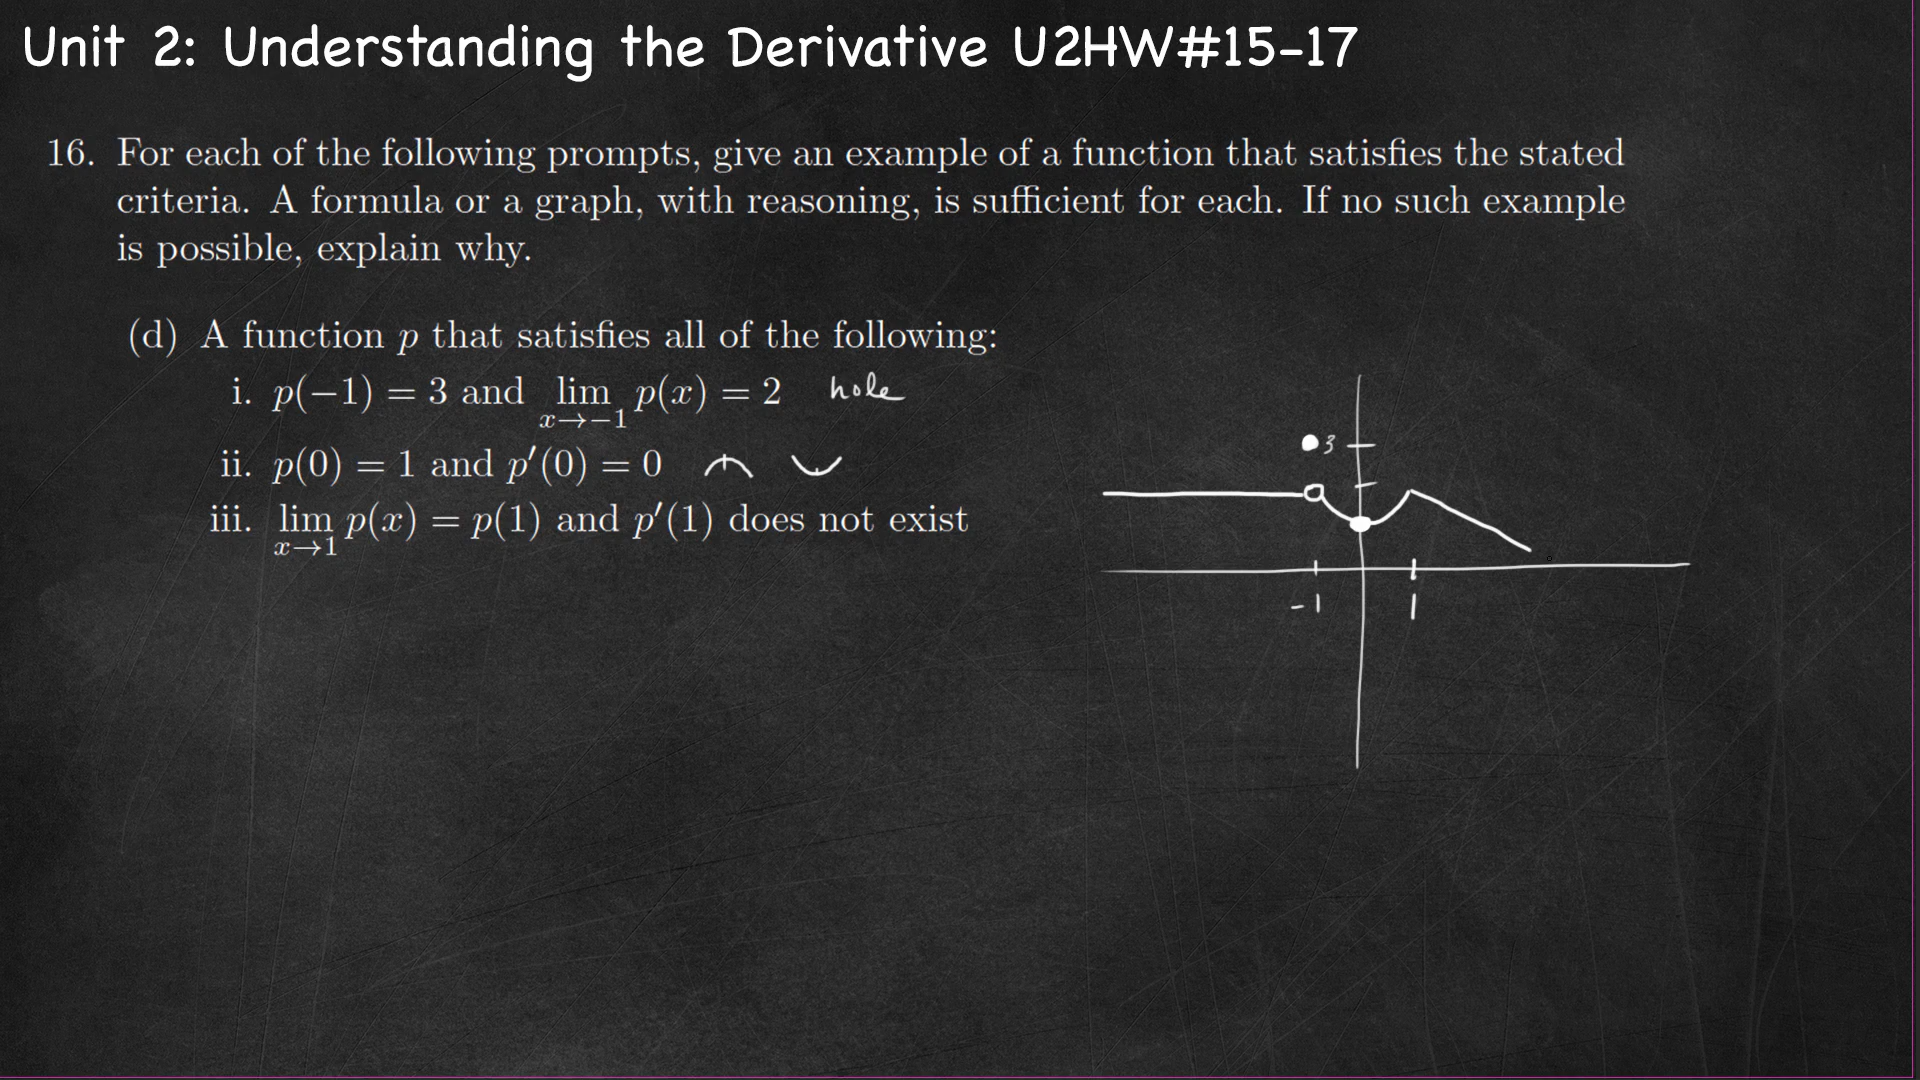 Unit 2: Understanding the Derivative U2HW#15-17
16. For each of the following prompts, give an example of a function that satisfies the stated
criteria. A formula or a graph, with reasoning, is sufficient for each. If no such example
is possible, explain why.
(d) A function p that satisfies all of the following:
i. p(−1) = 3 and lim p(x) = 2 hole
x→−1
ii. p(0) = 1 and p′(0) = 0
iii. lim p(x) = p(1) and p′(1) does not exist
x→1
3
-1 1